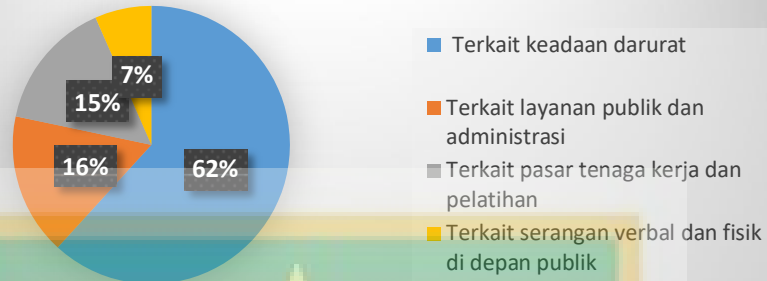 7%
15%
16%
62%
Terkait keadaan darurat
Terkait layanan publik dan
administrasi
Terkait pasar tenaga kerja dan
pelatihan
Terkait serangan verbal dan fisik
di depan publik